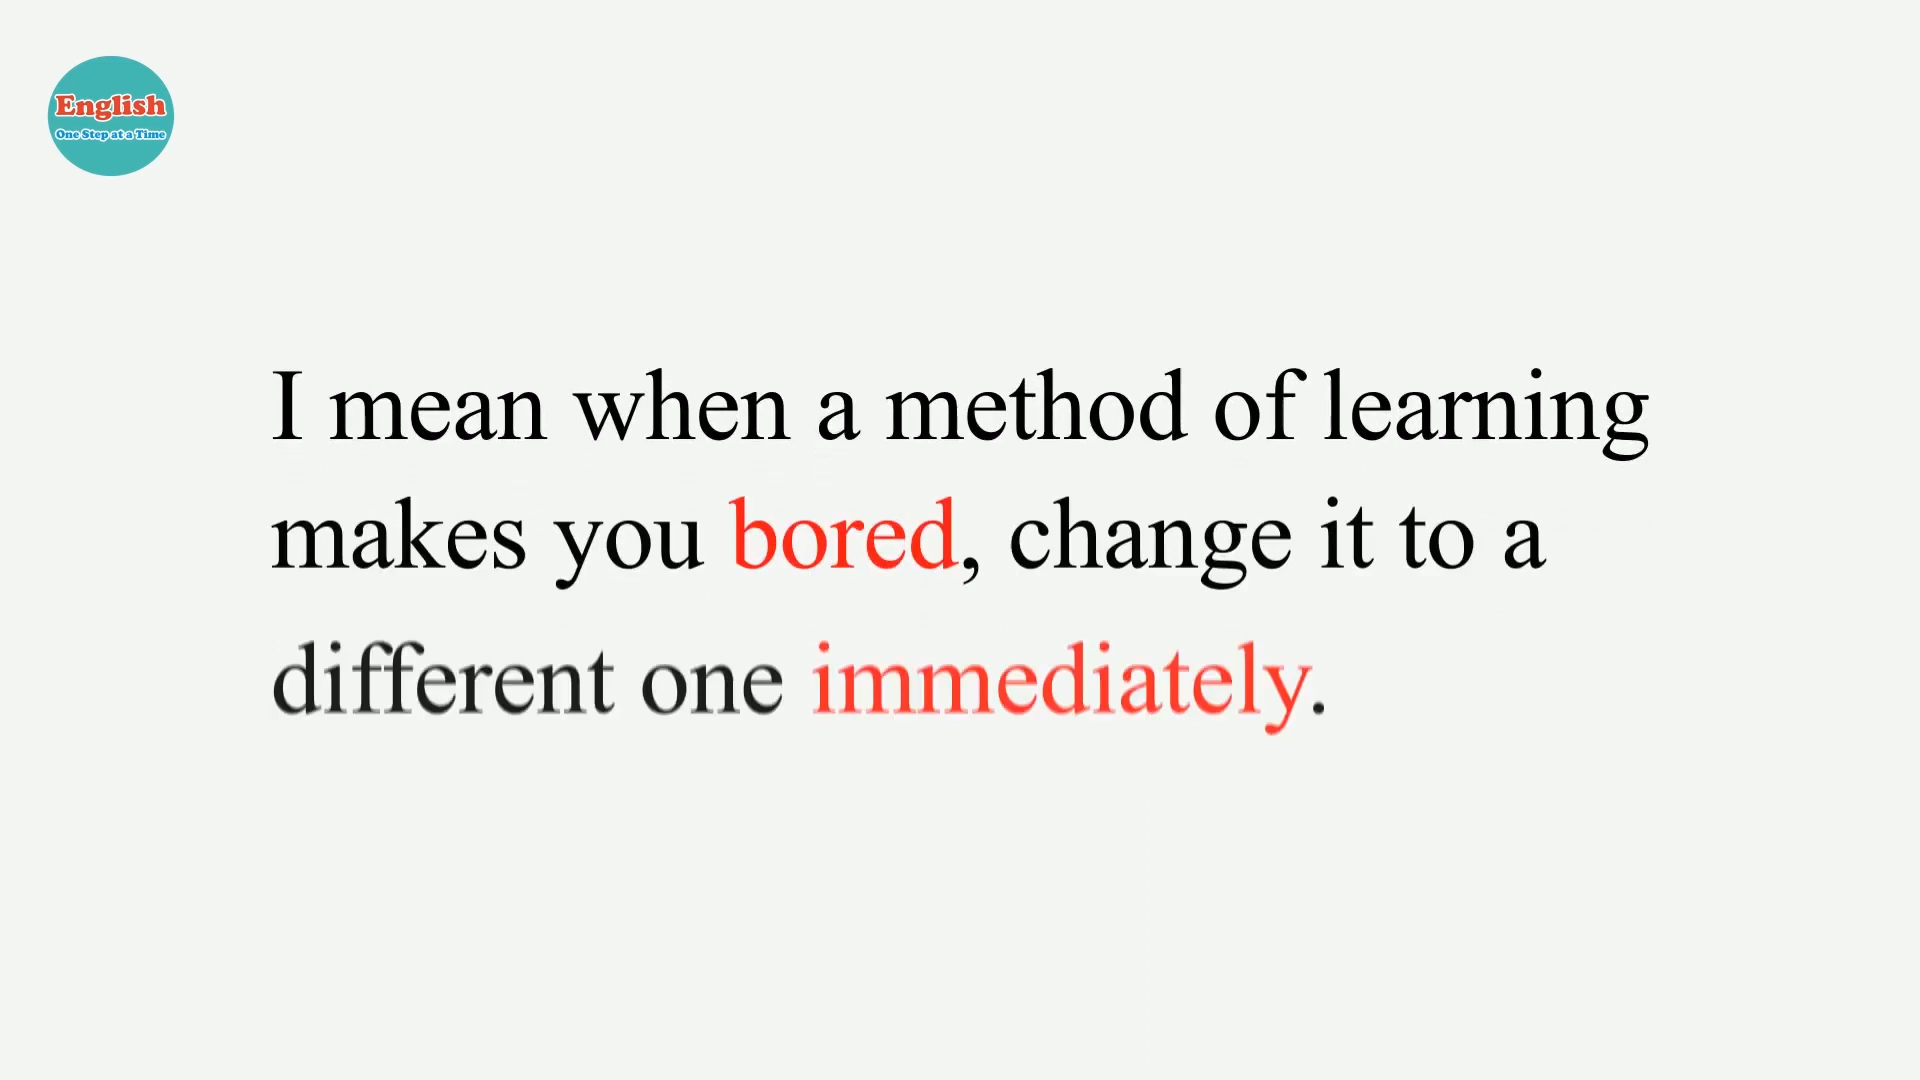 English
One Step at a Time
I mean when a method of learning
makes you bored, change it to a
different one immediately.